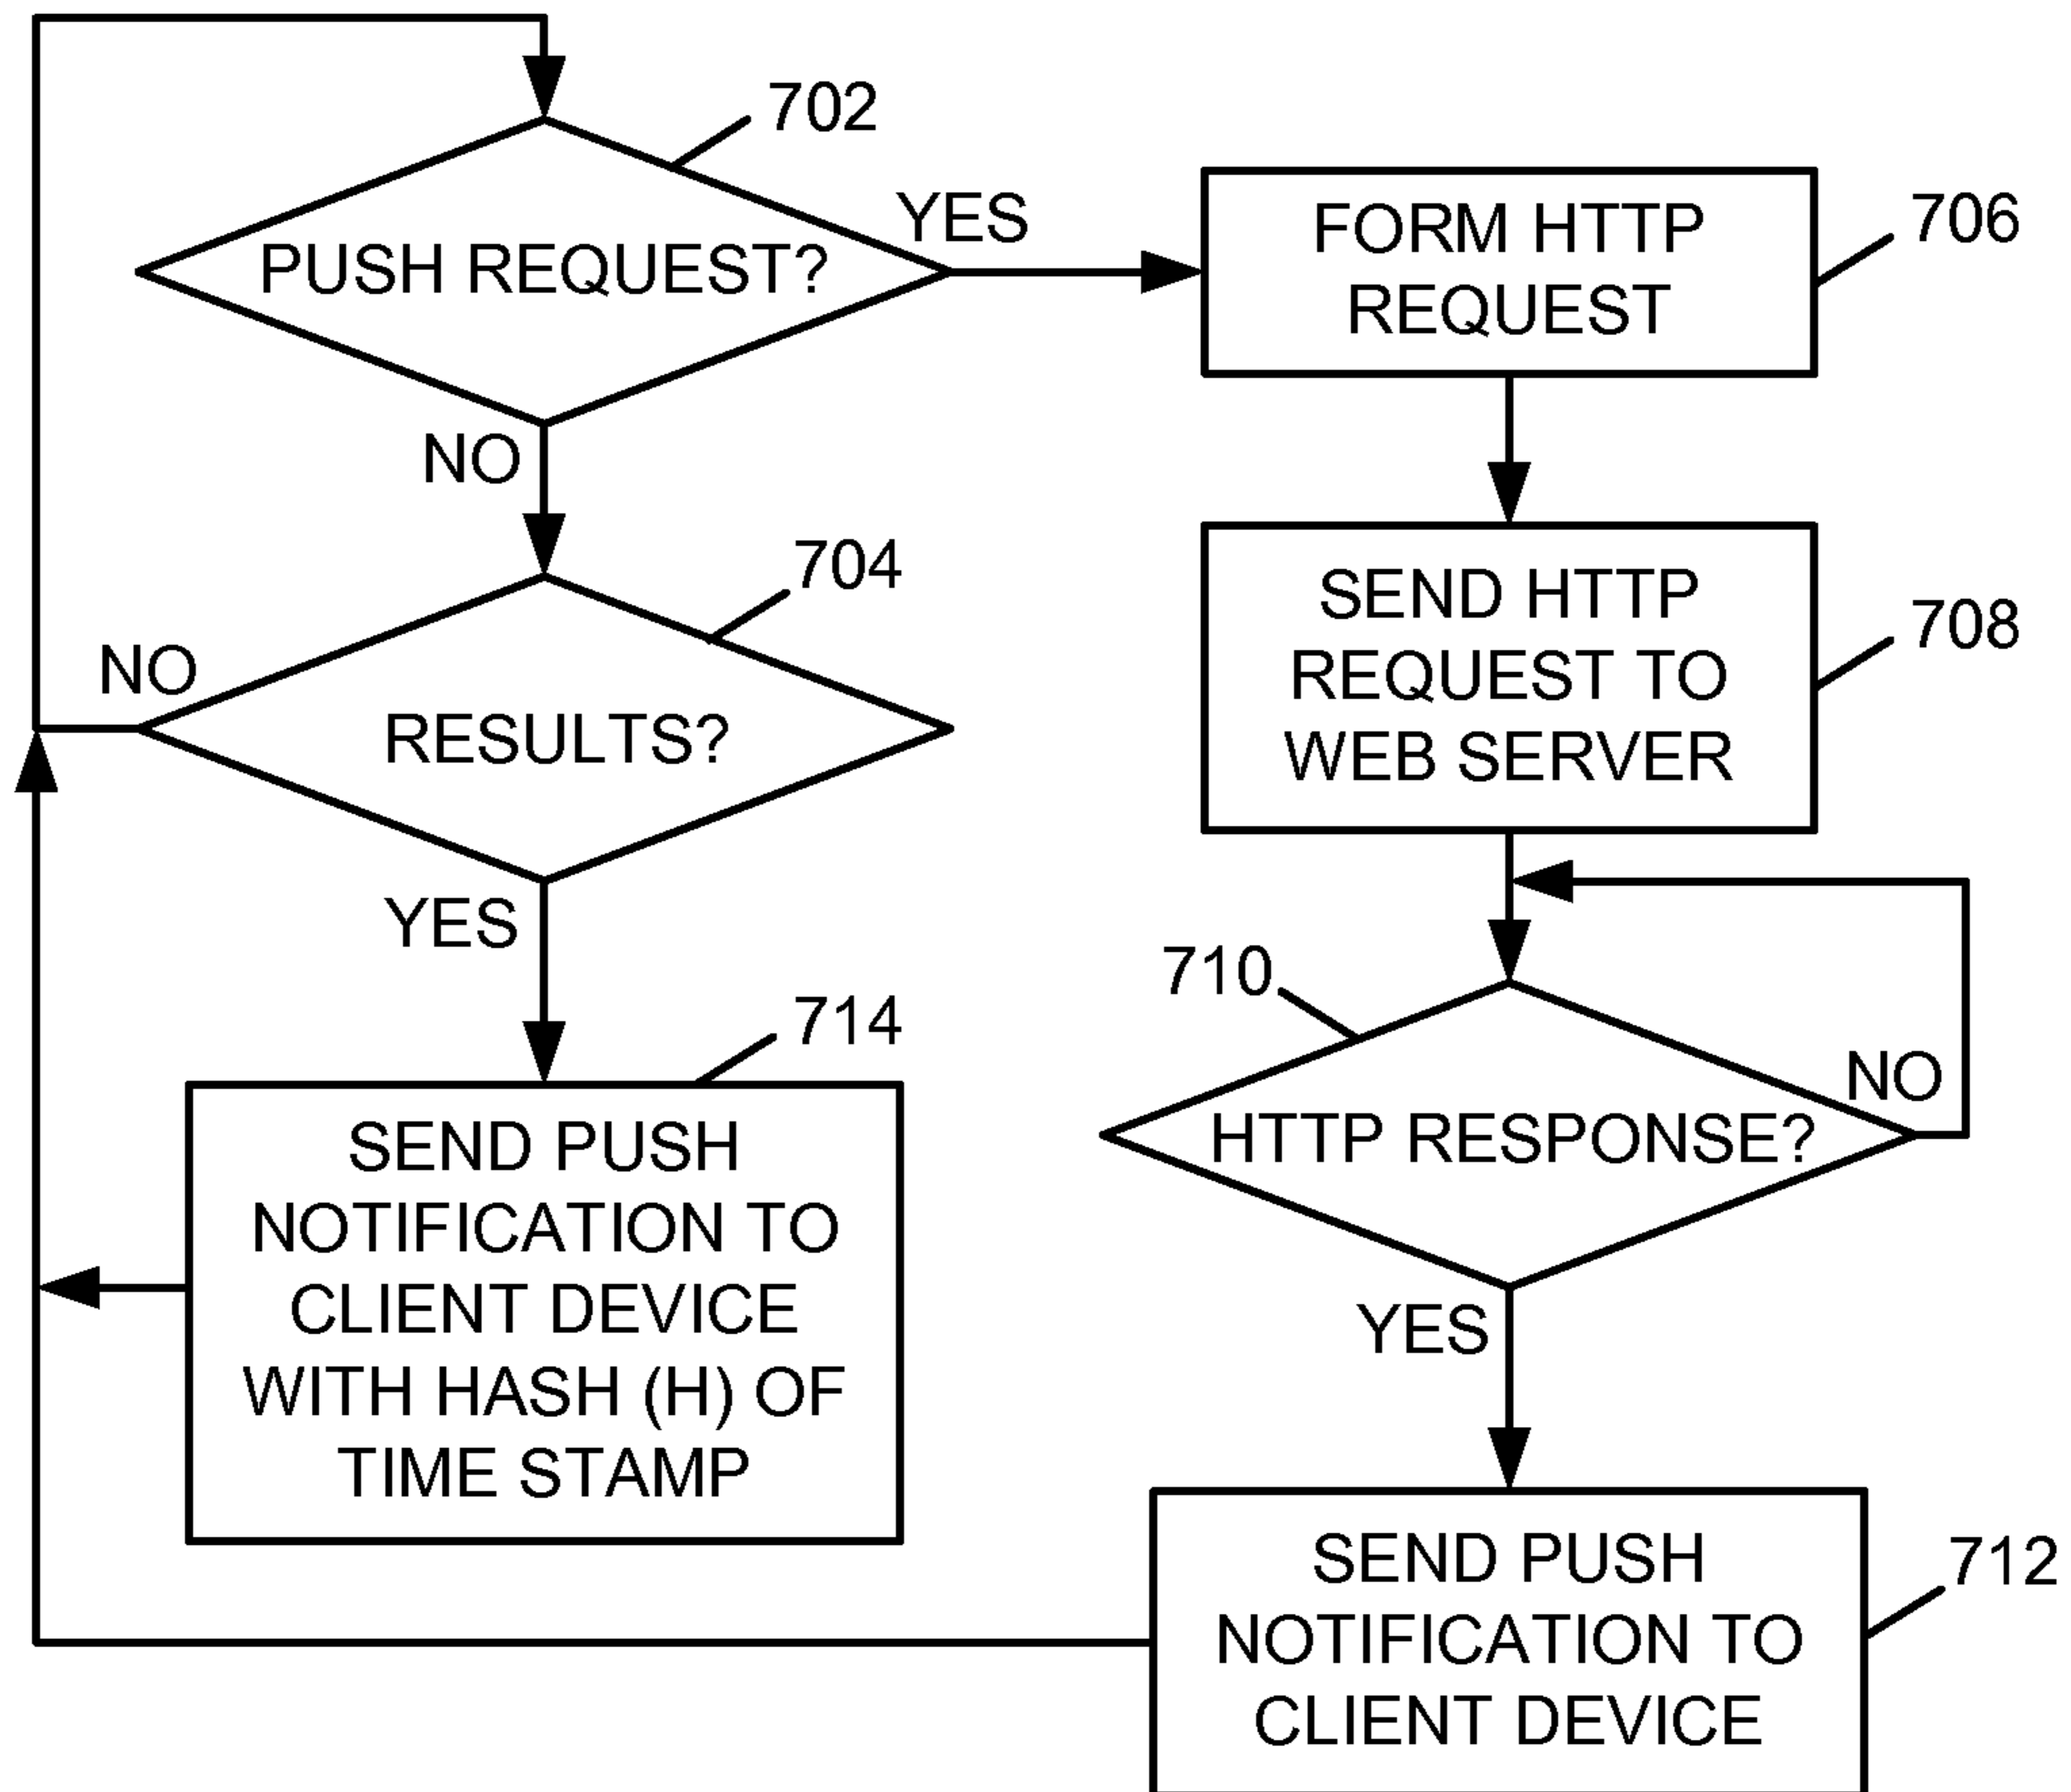 702
PUSH REQUEST?
YES
NO
706
FORM HTTP
REQUEST
704
RESULTS?
NO
YES
708
SEND HTTP
REQUEST TO
WEB SERVER
710
HTTP RESPONSE?
NO
YES
714
SEND PUSH
NOTIFICATION TO
CLIENT DEVICE
WITH HASH (H) OF
TIME STAMP
712
SEND PUSH
NOTIFICATION TO
CLIENT DEVICE